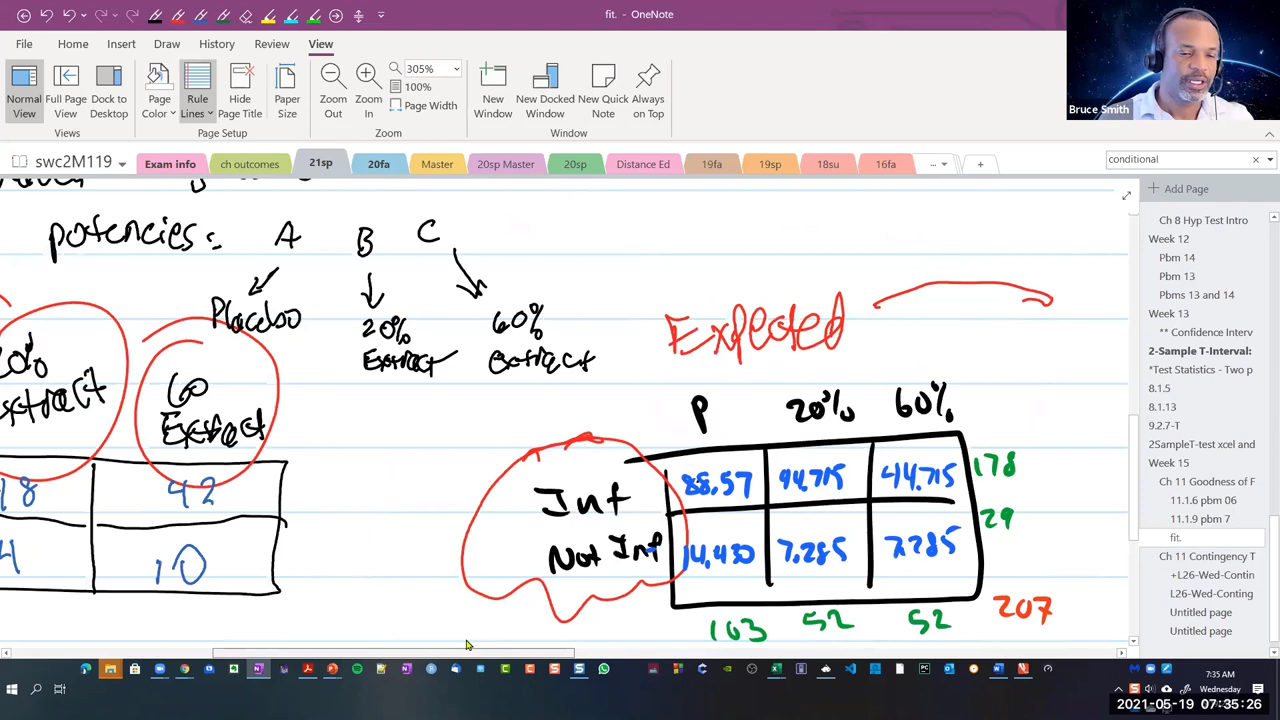 fit. - OneNote
File Home Insert Draw History Review View
Normal View
Full Page View
Dock to Desktop
Views
Page Color
Rule Lines
Hide Page Title
Paper Size
Page Setup
Zoom Out
Zoom In
305%
100%
Page Width
Zoom
New Window
New Docked Window
New Quick Note
Always on Top
Window
Bruce Smith
swc2M119
Exam info ch outcomes 21sp 20fa Master 20sp Master 20sp Distance Ed 19fa 19sp 18su 16fa
conditional
Add Page
Ch 8 Hyp Test Intro
Week 12
Pbm 14
Pbm 13
Pbms 13 and 14
Week 13
** Confidence Interv
2-Sample T-Interval:
*Test Statistics - Two p
8.1.5
8.1.13
9.2.7-T
2SampleT-test xcel and
Week 15
Ch 11 Goodness of F
11.1.6 pbm 06
11.1.9 pbm 7
fit.
Ch 11 Contingency T
+L26-Wed-Contin
L26-Wed-Conting
Untitled page
Untitled page
potencies: A B C
Placebo
20% Extract
60% extract
60 Extract
42
10
Expected
P 20% 60%
Inf 88.57 44.715 44.715 178
Not Inf 14.430 7.285 7.285 29
103 52 52 207
7:35 AM
Wednesday
2021-05-19 07:35:26